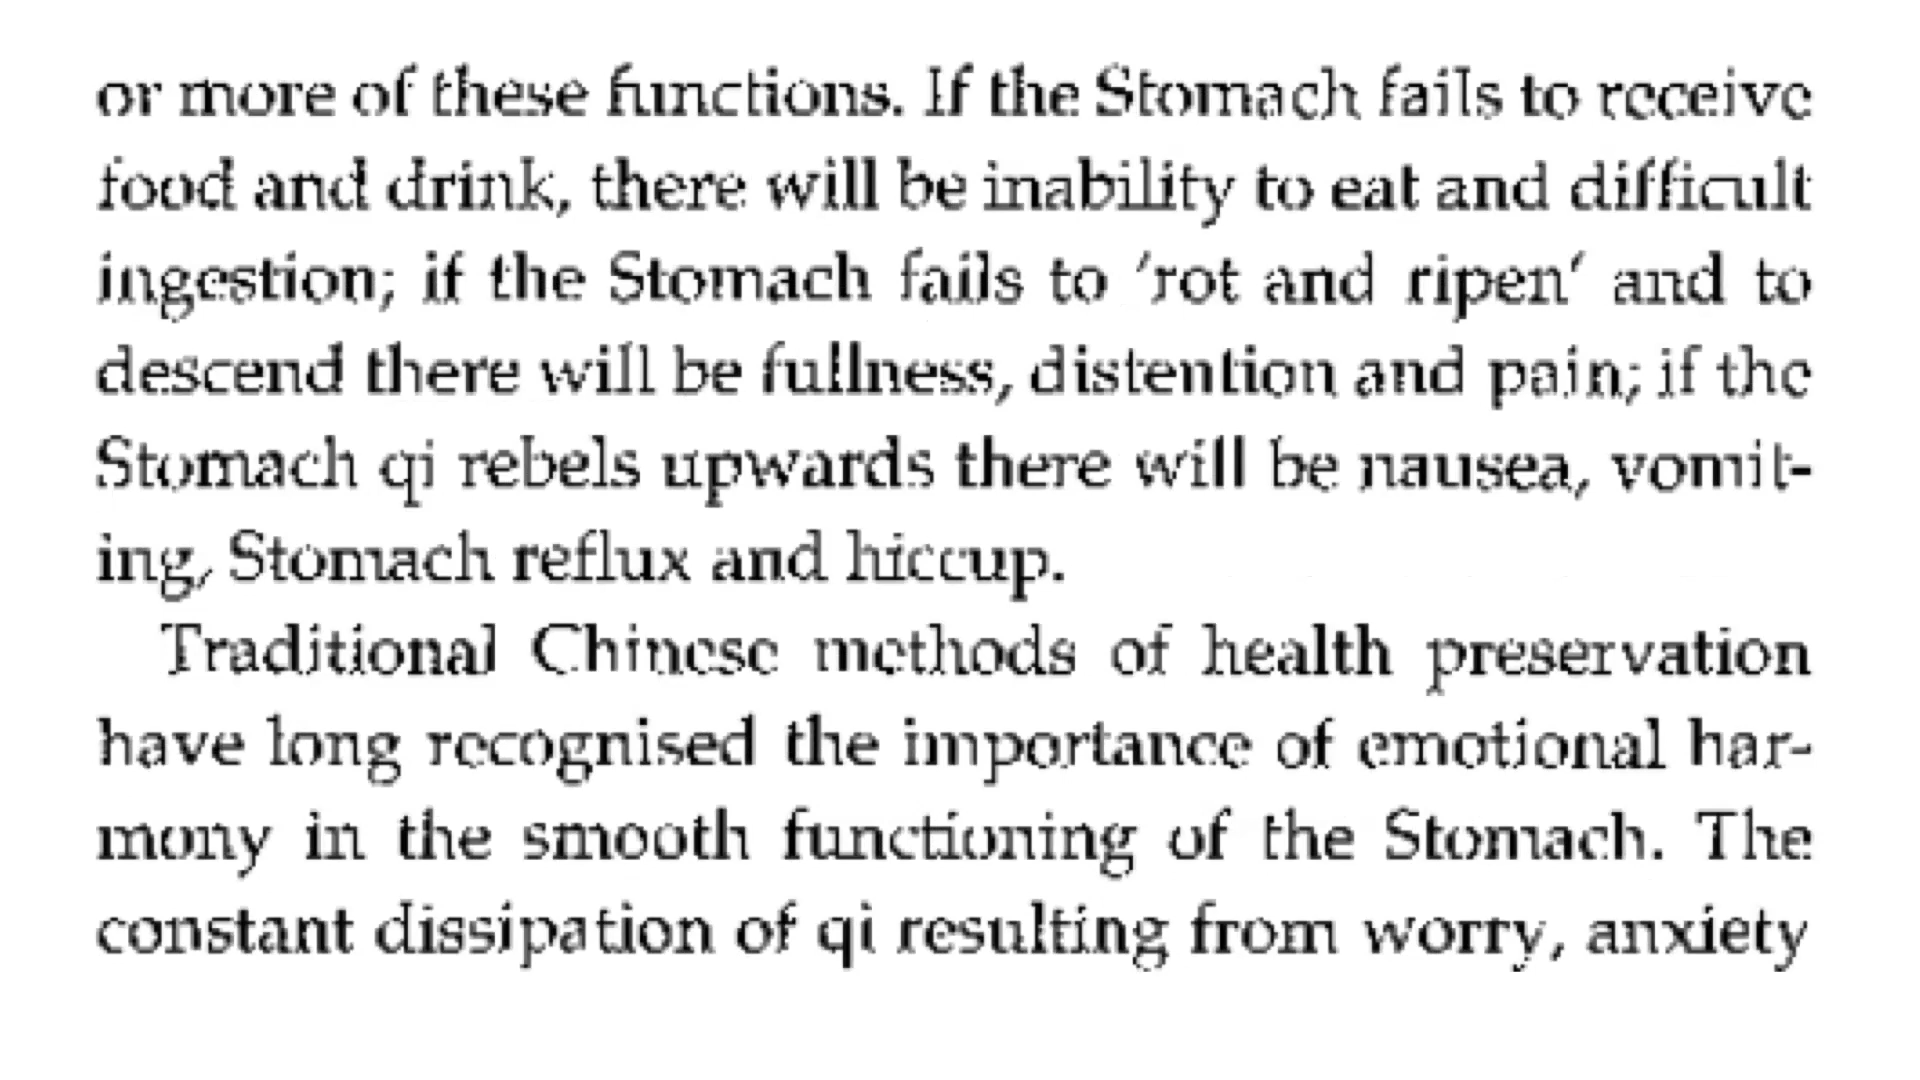 or more of these functions. If the Stomach fails to receive
food and drink, there will be inability to eat and difficult
ingestion; if the Stomach fails to 'rot and ripen' and to
descend there will be fullness, distention and pain; if the
Stomach qi rebels upwards there will be nausea, vomit-
ing, Stomach reflux and hiccup.
Traditional Chinese methods of health preservation
have long recognised the importance of emotional har-
mony in the smooth functioning of the Stomach. The
constant dissipation of qi resulting from worry, anxiety